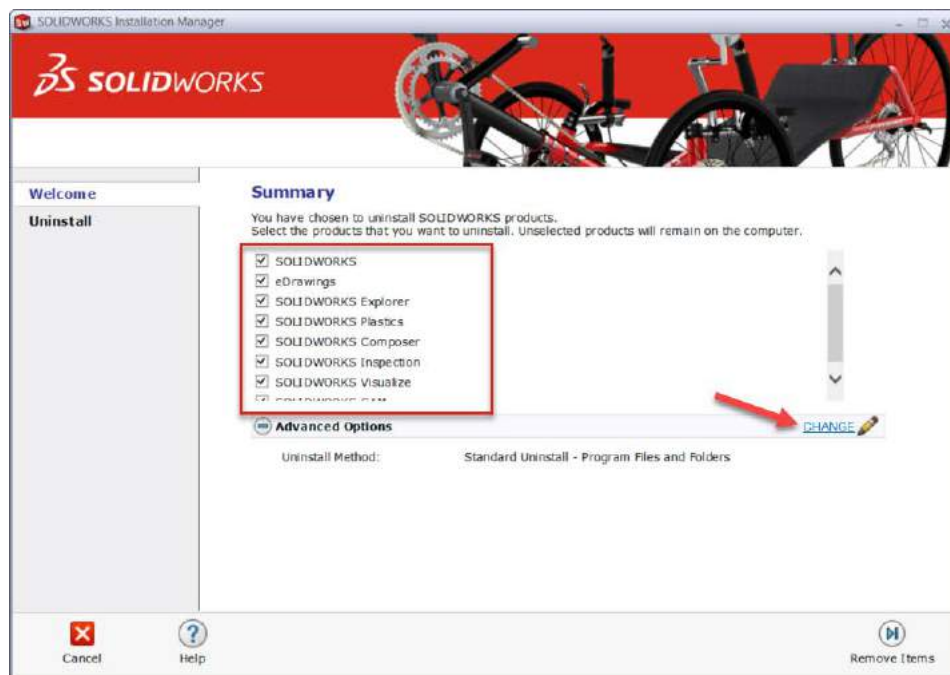 SOLIDWORKS Installation Manager
SOLIDWORKS
Welcome
Uninstall
Summary
You have chosen to uninstall SOLIDWORKS products.
Select the products that you want to uninstall. Unselected products will remain on the computer.
SOLIDWORKS
eDrawings
SOLIDWORKS Explorer
SOLIDWORKS Plastics
SOLIDWORKS Composer
SOLIDWORKS Inspection
SOLIDWORKS Visualize
Advanced Options
CHANGE
Uninstall Method: Standard Uninstall - Program Files and Folders
Cancel
Help
Remove Items